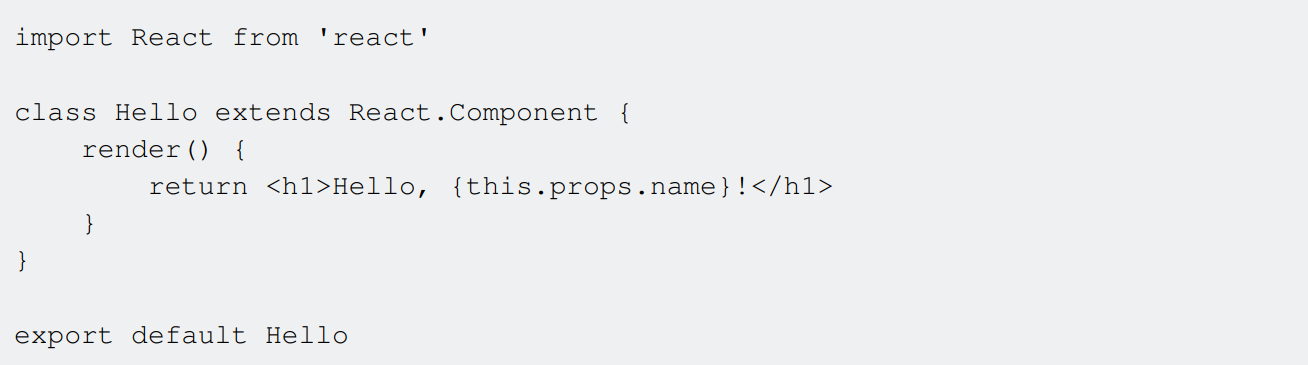 import React from 'react'
class Hello extends React.Component {
render() {
return <h1>Hello, {this.props.name}!</h1>
}
}
export default Hello